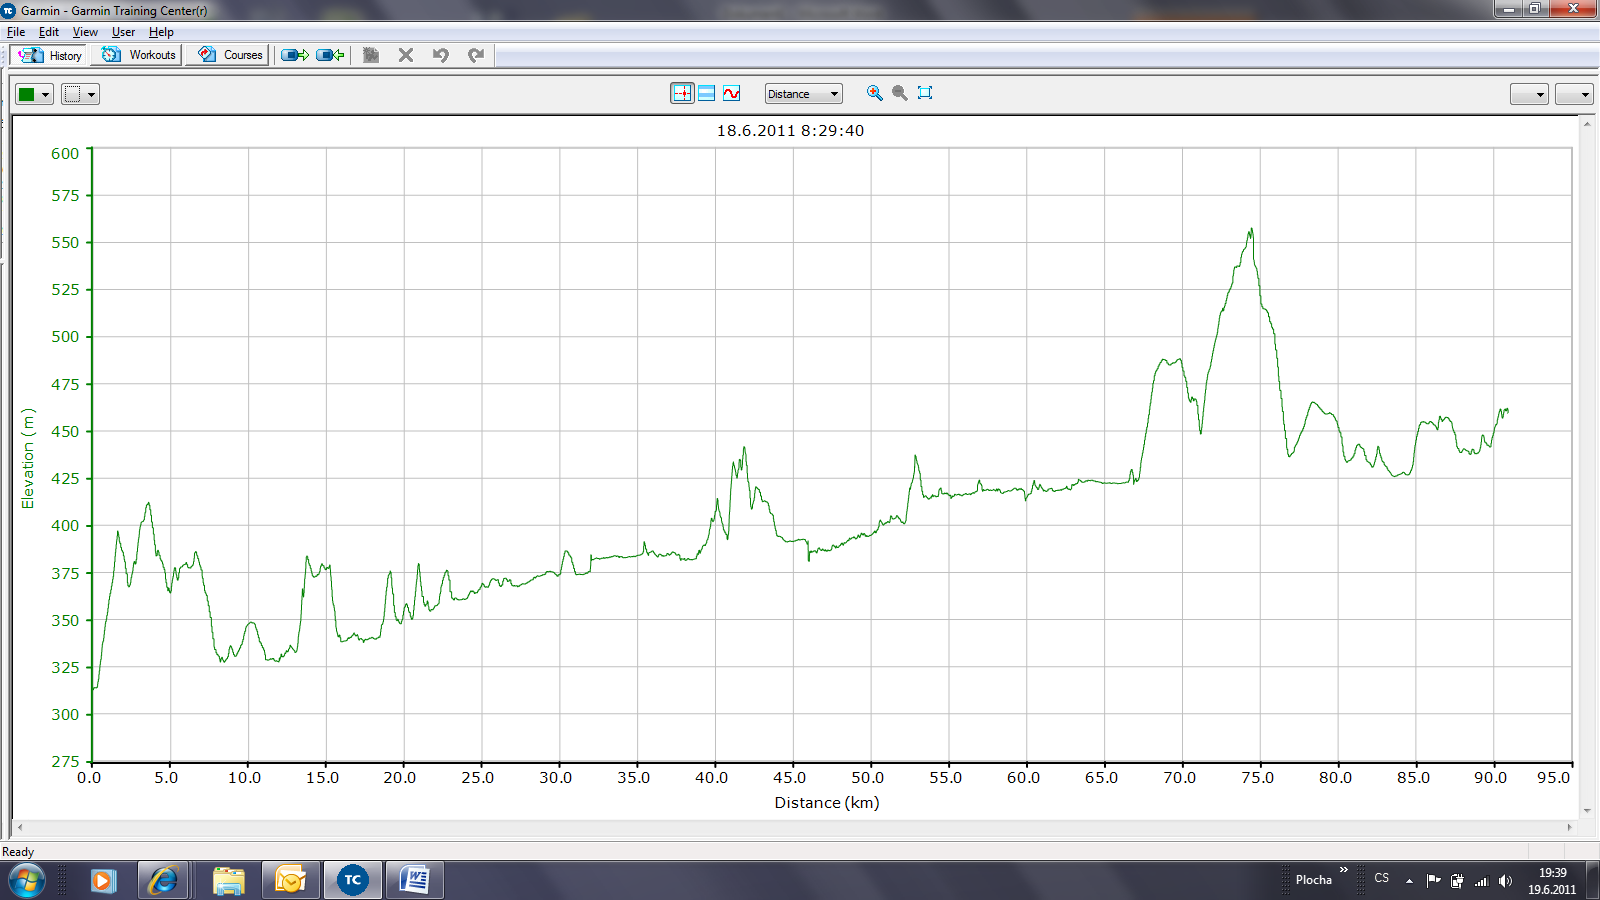 Garmin - Garmin Training Center(r)
File Edit View User Help
History Workouts Courses
Distance
18.6.2011 8:29:40
600
575
550
525
500
475
450
425
400
375
350
325
300
275
Elevation (m)
0.0 5.0 10.0 15.0 20.0 25.0 30.0 35.0 40.0 45.0 50.0 55.0 60.0 65.0 70.0 75.0 80.0 85.0 90.0 95.0
Distance (km)
Ready
TC
Plocha » CS 19:39
19.6.2011